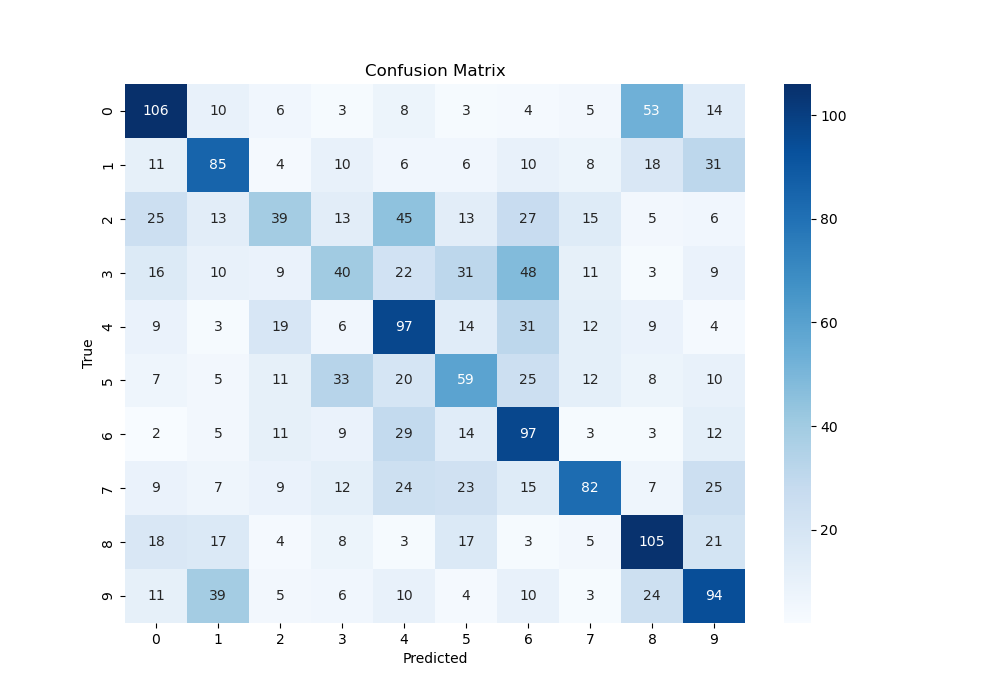 Confusion Matrix
0 106 10 6 3 8 3 4 5 53 14
1 11 85 4 10 6 6 10 8 18 31
2 25 13 39 13 45 13 27 15 5 6
3 16 10 9 40 22 31 48 11 3 9
4 9 3 19 6 97 14 31 12 9 4
5 7 5 11 33 20 59 25 12 8 10
6 2 5 11 9 29 14 97 3 3 12
7 9 7 9 12 24 23 15 82 7 25
8 18 17 4 8 3 17 3 5 105 21
9 11 39 5 6 10 4 10 3 24 94
0 1 2 3 4 5 6 7 8 9
Predicted
True
100
80
60
40
20